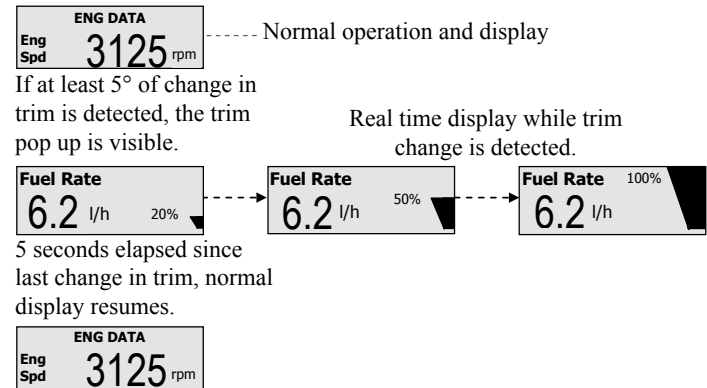 ENG DATA
Eng
Spd
3125 rpm
Normal operation and display
If at least 5° of change in
trim is detected, the trim
pop up is visible.
Real time display while trim
change is detected.
Fuel Rate
6.2 l/h 20%
Fuel Rate
6.2 l/h 50%
Fuel Rate 100%
6.2 l/h
5 seconds elapsed since
last change in trim, normal
display resumes.
ENG DATA
Eng
Spd
3125 rpm